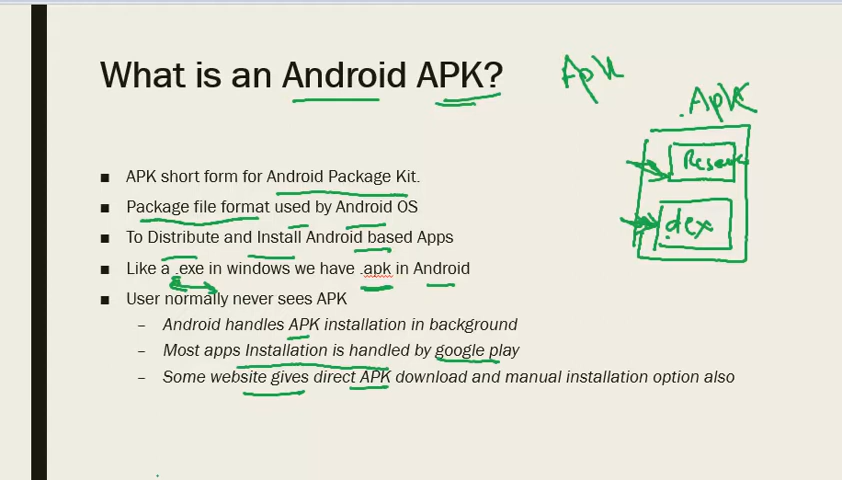 What is an Android APK?
Apk
.Apk
Resource
.dex
■ APK short form for Android Package Kit.
■ Package file format used by Android OS
■ To Distribute and Install Android based Apps
■ Like a .exe in windows we have .apk in Android
■ User normally never sees APK
– Android handles APK installation in background
– Most apps Installation is handled by google play
– Some website gives direct APK download and manual installation option also